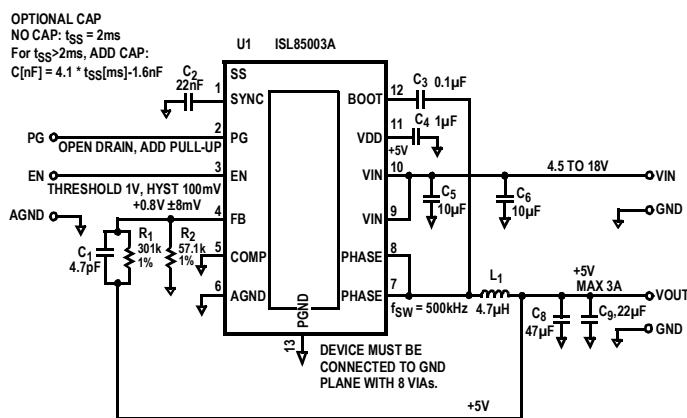 OPTIONAL CAP
NO CAP: tSS = 2ms
For tSS>2ms, ADD CAP:
C[nF] = 4.1 * tSS[ms]-1.6nF
U1 ISL85003A
C2
22nF
1
SS
SYNC
PG
OPEN DRAIN, ADD PULL-UP
2
PG
EN
3
EN
THRESHOLD 1V, HYST 100mV
+0.8V ±8mV
AGND
4
FB
C1
4.7pF
R1
301k
1%
R2
57.1k
1%
5
COMP
6
AGND
PGND
13
DEVICE MUST BE
CONNECTED TO GND
PLANE WITH 8 VIAs.
BOOT
12
C3 0.1µF
VDD
11
C4 1µF
+5V
VIN
10
4.5 TO 18V
VIN
C5
10µF
C6
10µF
GND
VIN
9
PHASE
8
PHASE
7
fSW = 500kHz
L1
4.7µH
+5V
MAX 3A
VOUT
C8
47µF
C9, 22µF
GND
+5V